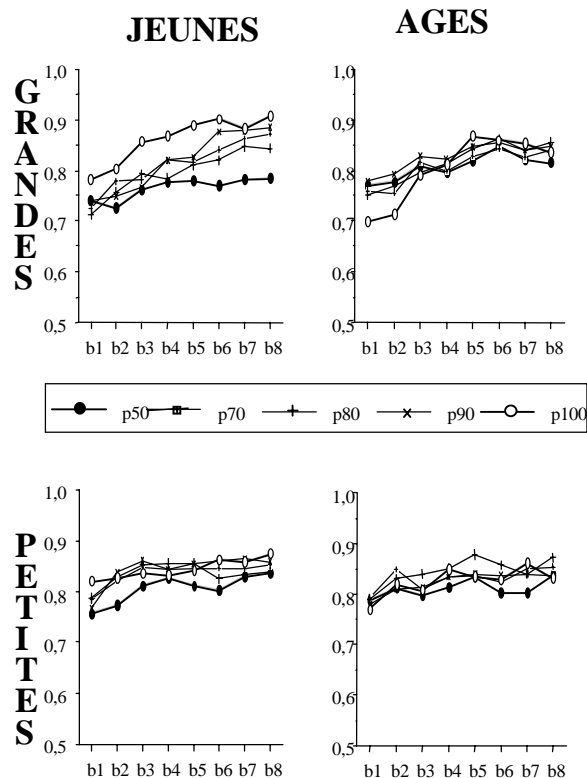 JEUNES AGES
GRANDES
1,0 1,0
0,9 0,9
0,8 0,8
0,7 0,7
0,6 0,6
0,5 0,5
b1 b2 b3 b4 b5 b6 b7 b8 b1 b2 b3 b4 b5 b6 b7 b8
p50 p70 p80 p90 p100
PETITES
1,0 1,0
0,9 0,9
0,8 0,8
0,7 0,7
0,6 0,6
0,5 0,5
b1 b2 b3 b4 b5 b6 b7 b8 b1 b2 b3 b4 b5 b6 b7 b8